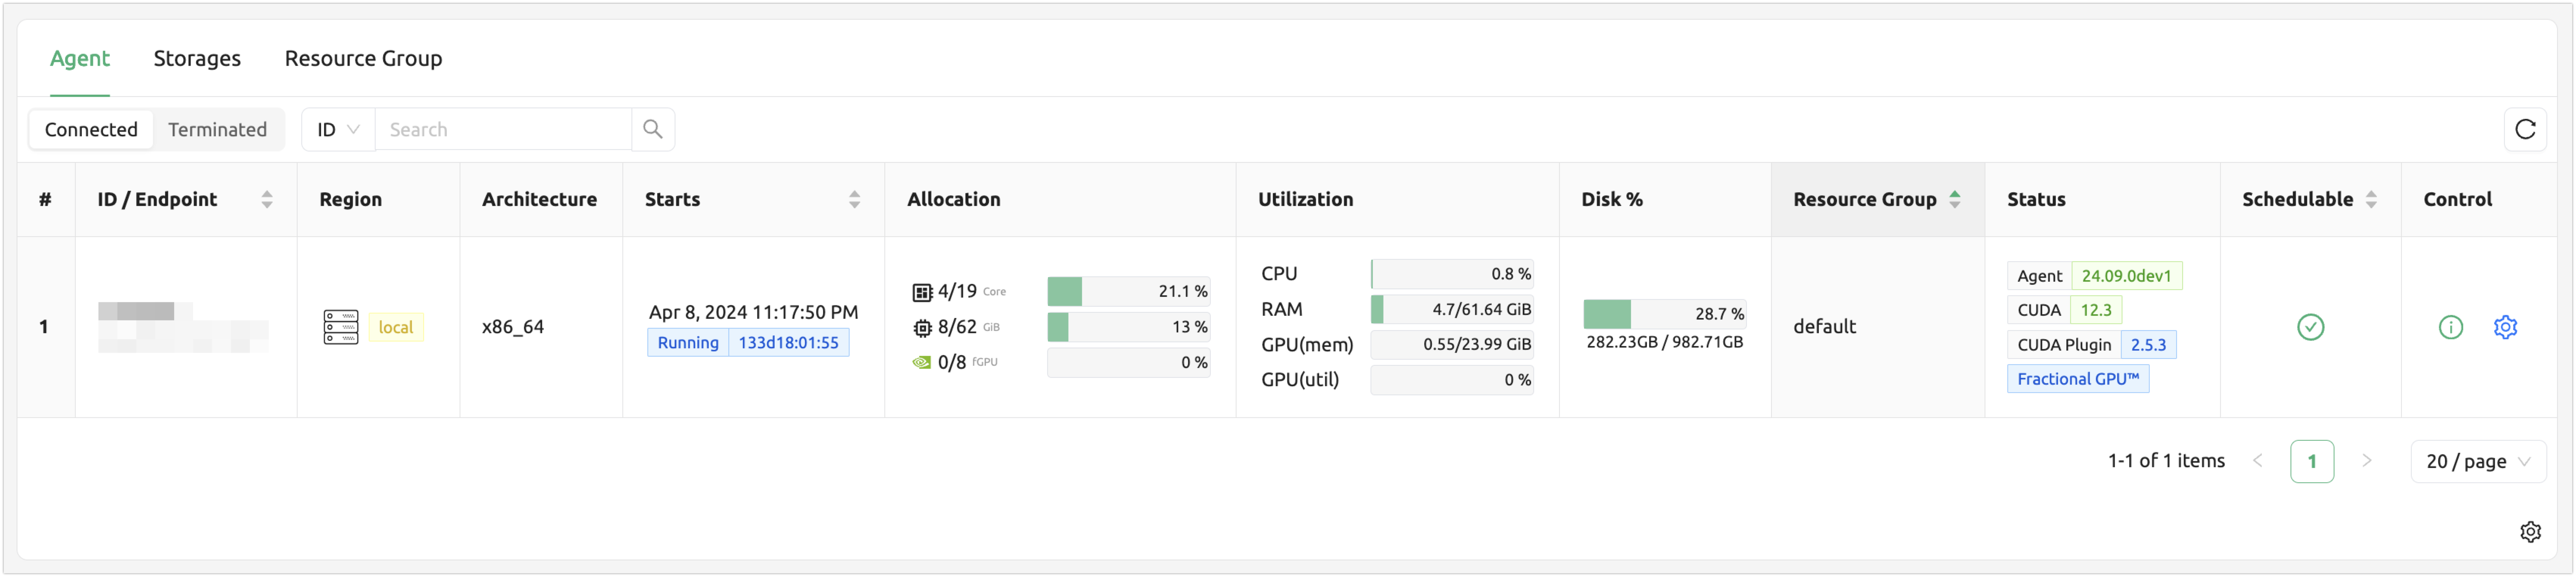 Agent Storages Resource Group
Connected Terminated ID Search
# ID / Endpoint Region Architecture Starts Allocation Utilization Disk % Resource Group Status Schedulable Control
1
local
x86_64
Apr 8, 2024 11:17:50 PM
Running 133d18:01:55
4/19 Core 21.1 %
8/62 GiB 13 %
0/8 fGPU 0 %
CPU 0.8 %
RAM 4.7/61.64 GiB
GPU(mem) 0.55/23.99 GiB
GPU(util) 0 %
28.7 %
282.23GB / 982.71GB
default
Agent 24.09.0dev1
CUDA 12.3
CUDA Plugin 2.5.3
Fractional GPU™
1-1 of 1 items < 1 > 20 / page